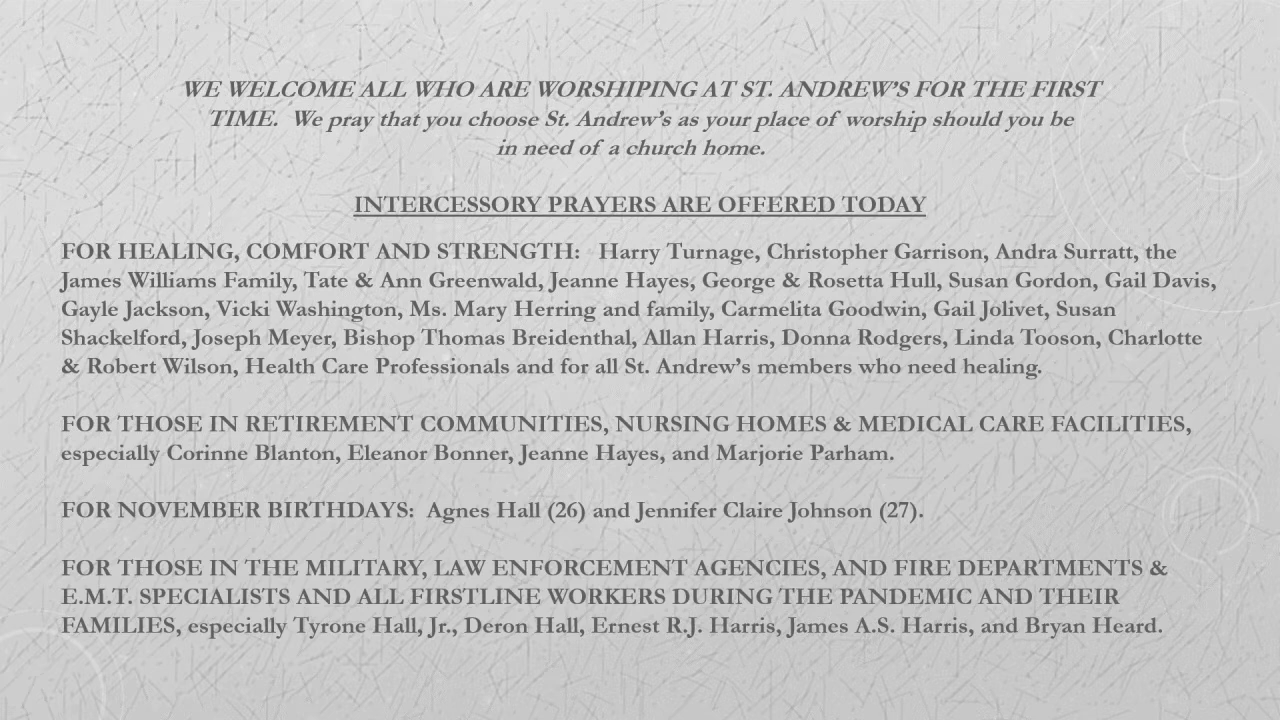 WE WELCOME ALL WHO ARE WORSHIPING AT ST. ANDREW'S FOR THE FIRST
TIME.  We pray that you choose St. Andrew's as your place of worship should you be
in need of a church home.
INTERCESSORY PRAYERS ARE OFFERED TODAY
FOR HEALING, COMFORT AND STRENGTH:   Harry Turnage, Christopher Garrison, Andra Surratt, the
James Williams Family, Tate & Ann Greenwald, Jeanne Hayes, George & Rosetta Hull, Susan Gordon, Gail Davis,
Gayle Jackson, Vicki Washington, Ms. Mary Herring and family, Carmelita Goodwin, Gail Jolivet, Susan
Shackelford, Joseph Meyer, Bishop Thomas Breidenthal, Allan Harris, Donna Rodgers, Linda Tooson, Charlotte
& Robert Wilson, Health Care Professionals and for all St. Andrew's members who need healing.
FOR THOSE IN RETIREMENT COMMUNITIES, NURSING HOMES & MEDICAL CARE FACILITIES,
especially Corinne Blanton, Eleanor Bonner, Jeanne Hayes, and Marjorie Parham.
FOR NOVEMBER BIRTHDAYS:  Agnes Hall (26) and Jennifer Claire Johnson (27).
FOR THOSE IN THE MILITARY, LAW ENFORCEMENT AGENCIES, AND FIRE DEPARTMENTS &
E.M.T. SPECIALISTS AND ALL FIRSTLINE WORKERS DURING THE PANDEMIC AND THEIR
FAMILIES, especially Tyrone Hall, Jr., Deron Hall, Ernest R.J. Harris, James A.S. Harris, and Bryan Heard.